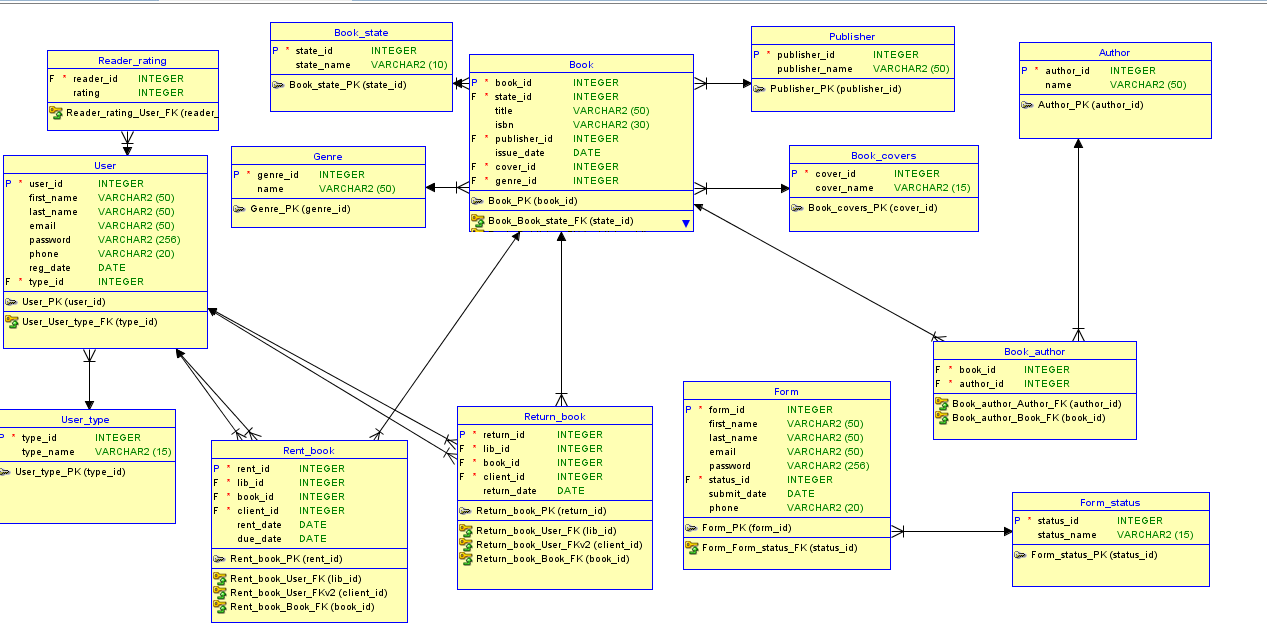 Reader_rating
F * reader_id INTEGER
rating INTEGER
Reader_rating_User_FK (reader_
Book_state
P * state_id INTEGER
state_name VARCHAR2 (10)
Book_state_PK (state_id)
Book
P * book_id INTEGER
F * state_id INTEGER
title VARCHAR2 (50)
isbn VARCHAR2 (30)
F * publisher_id INTEGER
issue_date DATE
F * cover_id INTEGER
F * genre_id INTEGER
Book_PK (book_id)
Book_Book_state_FK (state_id)
Publisher
P * publisher_id INTEGER
publisher_name VARCHAR2 (50)
Publisher_PK (publisher_id)
Author
P * author_id INTEGER
name VARCHAR2 (50)
Author_PK (author_id)
User
P * user_id INTEGER
first_name VARCHAR2 (50)
last_name VARCHAR2 (50)
email VARCHAR2 (50)
password VARCHAR2 (256)
phone VARCHAR2 (20)
reg_date DATE
F * type_id INTEGER
User_PK (user_id)
User_User_type_FK (type_id)
Genre
P * genre_id INTEGER
name VARCHAR2 (50)
Genre_PK (genre_id)
Book_covers
P * cover_id INTEGER
cover_name VARCHAR2 (15)
Book_covers_PK (cover_id)
User_type
P * type_id INTEGER
type_name VARCHAR2 (15)
User_type_PK (type_id)
Rent_book
P * rent_id INTEGER
F * lib_id INTEGER
F * book_id INTEGER
F * client_id INTEGER
rent_date DATE
due_date DATE
Rent_book_PK (rent_id)
Rent_book_User_FK (lib_id)
Rent_book_User_FKv2 (client_id)
Rent_book_Book_FK (book_id)
Return_book
P * return_id INTEGER
F * lib_id INTEGER
F * book_id INTEGER
F * client_id INTEGER
return_date DATE
Return_book_PK (return_id)
Return_book_User_FK (lib_id)
Return_book_User_FKv2 (client_id)
Return_book_Book_FK (book_id)
Form
P * form_id INTEGER
first_name VARCHAR2 (50)
last_name VARCHAR2 (50)
email VARCHAR2 (50)
password VARCHAR2 (256)
F * status_id INTEGER
submit_date DATE
phone VARCHAR2 (20)
Form_PK (form_id)
Form_Form_status_FK (status_id)
Book_author
F * book_id INTEGER
F * author_id INTEGER
Book_author_Author_FK (author_id)
Book_author_Book_FK (book_id)
Form_status
P * status_id INTEGER
status_name VARCHAR2 (15)
Form_status_PK (status_id)